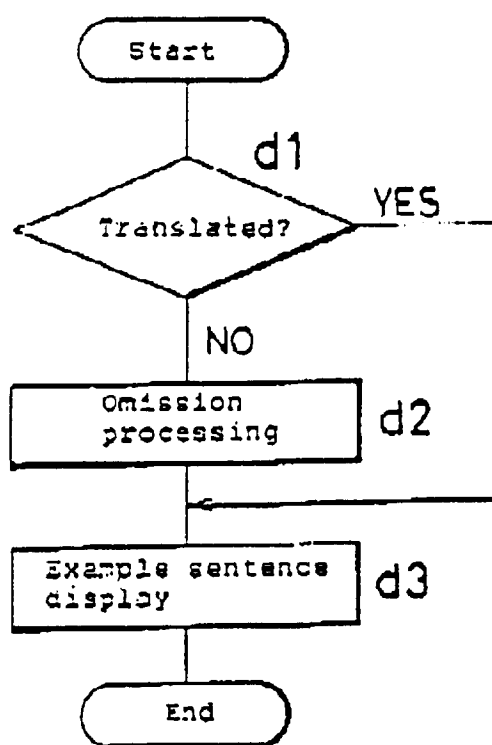 Start
d1
Translated?
YES
NO
Omission
processing
d2
Example sentence
display
d3
End